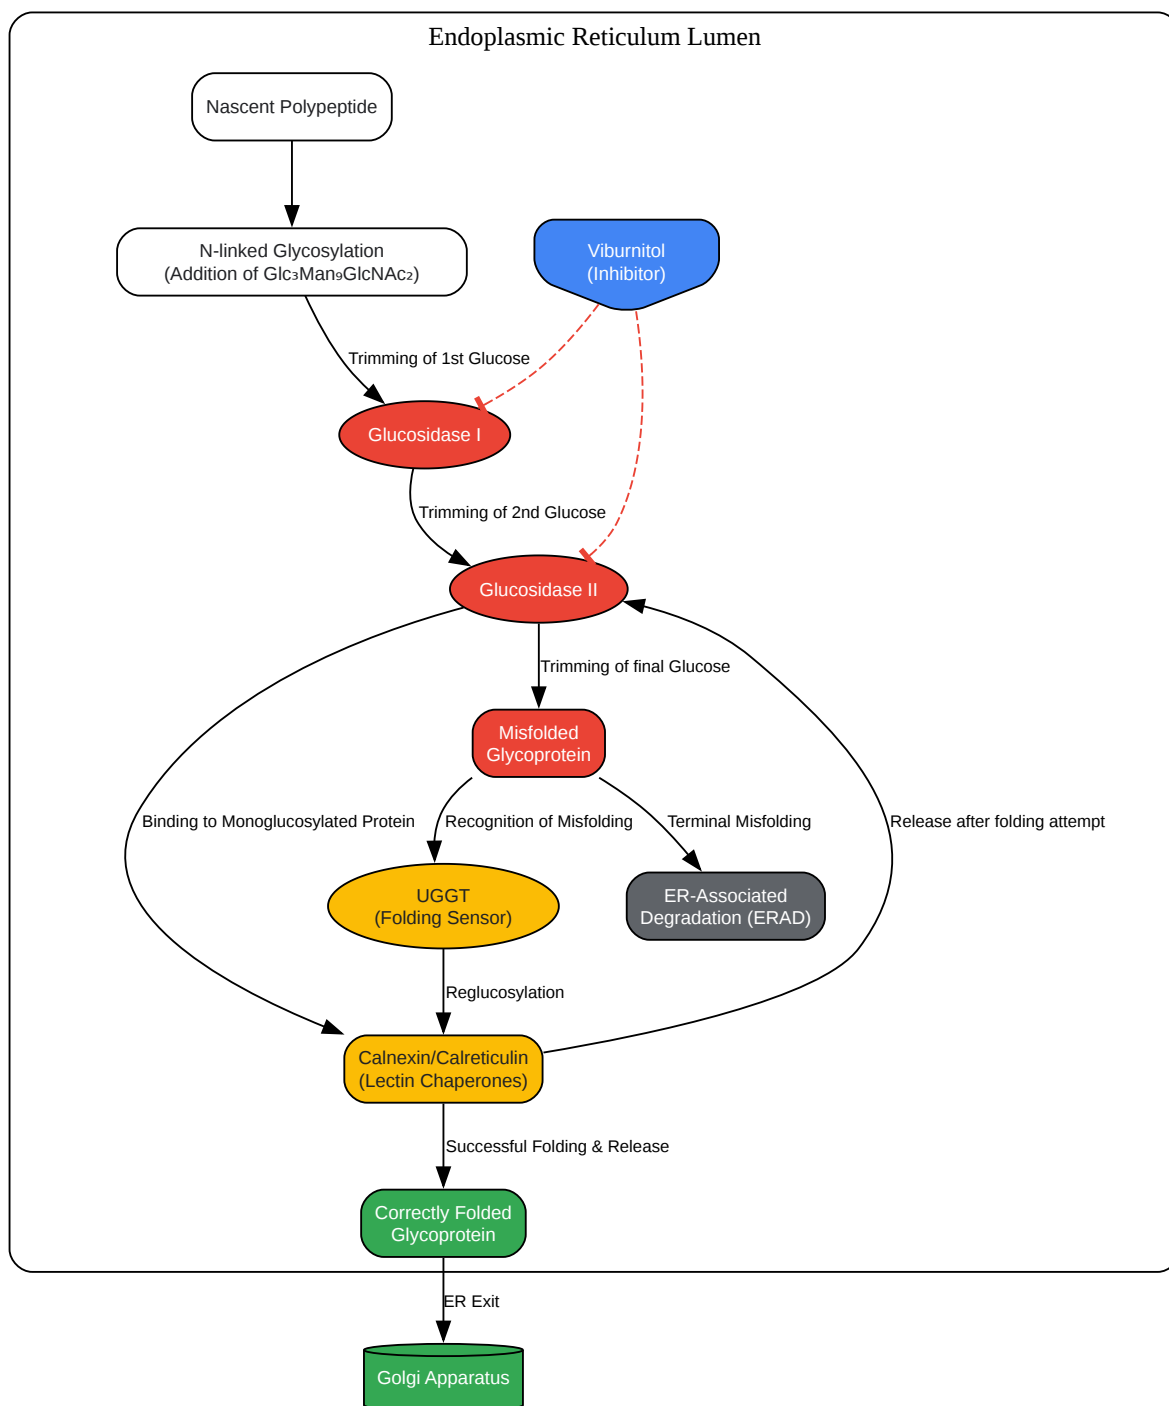 Endoplasmic Reticulum Lumen
Nascent Polypeptide
N-linked Glycosylation
(Addition of Glc₃Man₉GlcNAc₂)
Viburnitol
(Inhibitor)
Trimming of 1st Glucose
Glucosidase I
Trimming of 2nd Glucose
Glucosidase II
Trimming of final Glucose
Misfolded
Glycoprotein
Binding to Monoglucosylated Protein
Recognition of Misfolding
Terminal Misfolding
Release after folding attempt
UGGT
(Folding Sensor)
ER-Associated
Degradation (ERAD)
Reglucosylation
Calnexin/Calreticulin
(Lectin Chaperones)
Successful Folding & Release
Correctly Folded
Glycoprotein
ER Exit
Golgi Apparatus